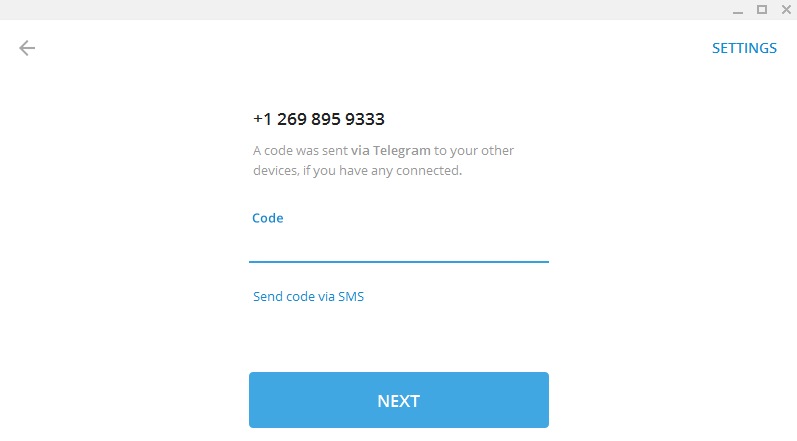 SETTINGS
+1 269 895 9333
A code was sent via Telegram to your other
devices, if you have any connected.
Code
Send code via SMS
NEXT